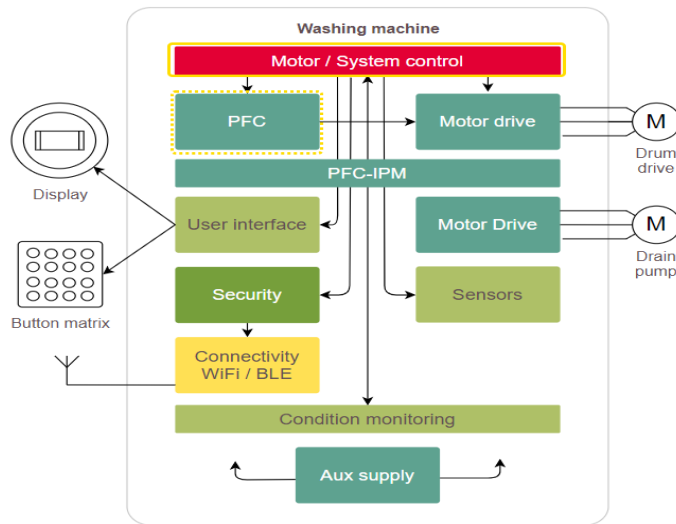 Washing machine
Motor / System control
PFC
Motor drive
M
Drum
drive
PFC-IPM
Display
User interface
Motor Drive
M
Drain
pump
Security
Sensors
Button matrix
Connectivity
WiFi / BLE
Condition monitoring
Aux supply